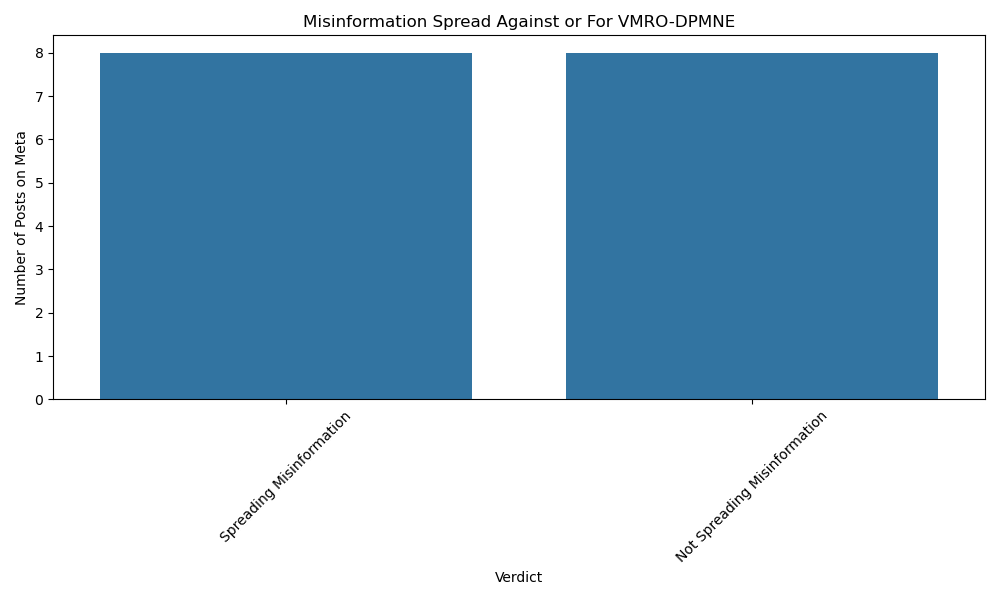 Misinformation Spread Against or For VMRO-DPMNE
Number of Posts on Meta
8
7
6
5
4
3
2
1
0
Spreading Misinformation
Not Spreading Misinformation
Verdict